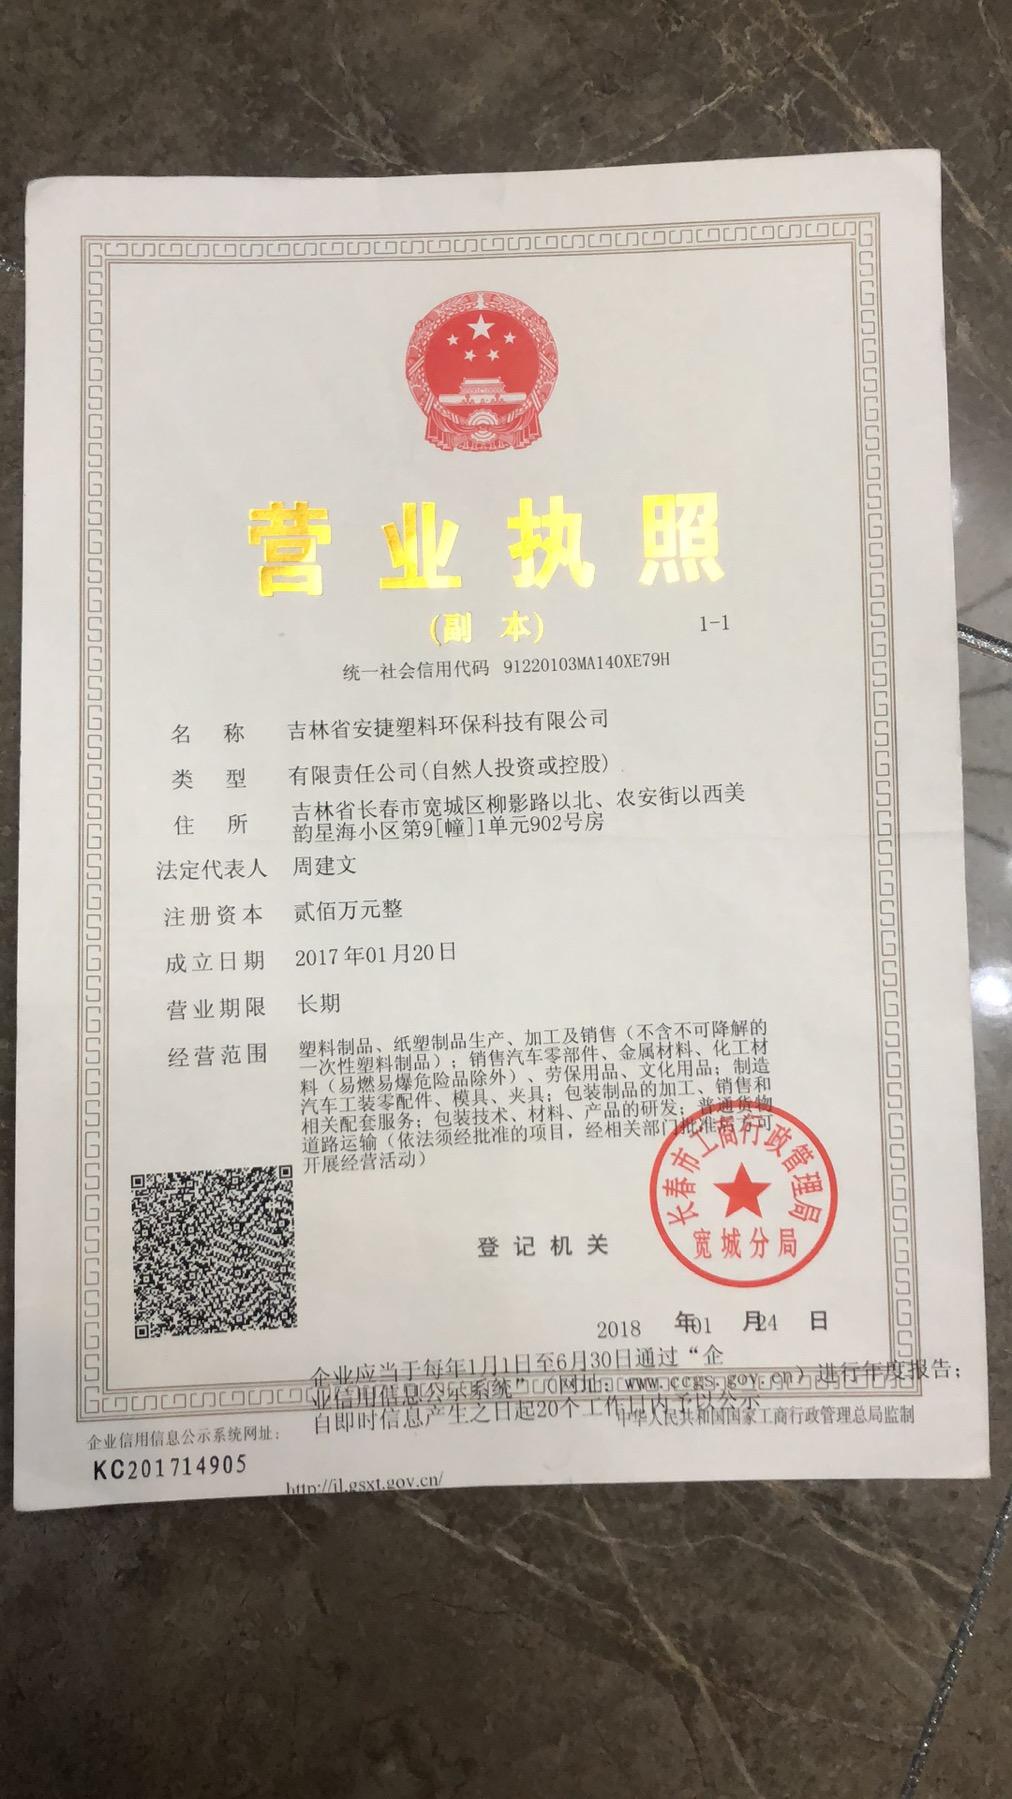 营业执照
(副 本)
1-1
统一社会信用代码 91220103MA140XE79H
名 称 吉林省安捷塑料环保科技有限公司
类 型 有限责任公司(自然人投资或控股)
住 所 吉林省长春市宽城区柳影路以北、农安街以西美
韵星海小区第9[幢]1单元902号房
法定代表人 周建文
注册资本 贰佰万元整
成立日期 2017年01月20日
营业期限 长期
经营范围 塑料制品、纸塑制品生产、加工及销售（不含不可降解的
一次性塑料制品）；销售汽车零部件、金属材料、化工材
料（易燃易爆危险品除外）、劳保用品、文化用品；制造
汽车工装零配件、模具、夹具；包装制品的加工、销售和
相关配套服务；包装技术、材料、产品的研发；普通货物
道路运输（依法须经批准的项目，经相关部门批准后方可
开展经营活动）
长春市工商行政管理局
宽城分局
登记机关
2018 年01 月24 日
企业应当于每年1月1日至6月30日通过“企
业信用信息公示系统”（网址：www.ccgs.gov.cn）进行年度报告；
自即时信息产生之日起20个工作日内予以公示
中华人民共和国国家工商行政管理总局监制
企业信用信息公示系统网址：
KC201714905
http://jl.gsxt.gov.cn/